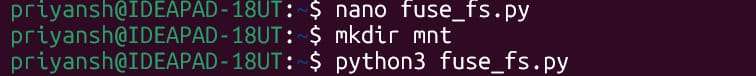 priyansh@IDEAPAD-18UT:~$ nano fuse_fs.py
priyansh@IDEAPAD-18UT:~$ mkdir mnt
priyansh@IDEAPAD-18UT:~$ python3 fuse_fs.py